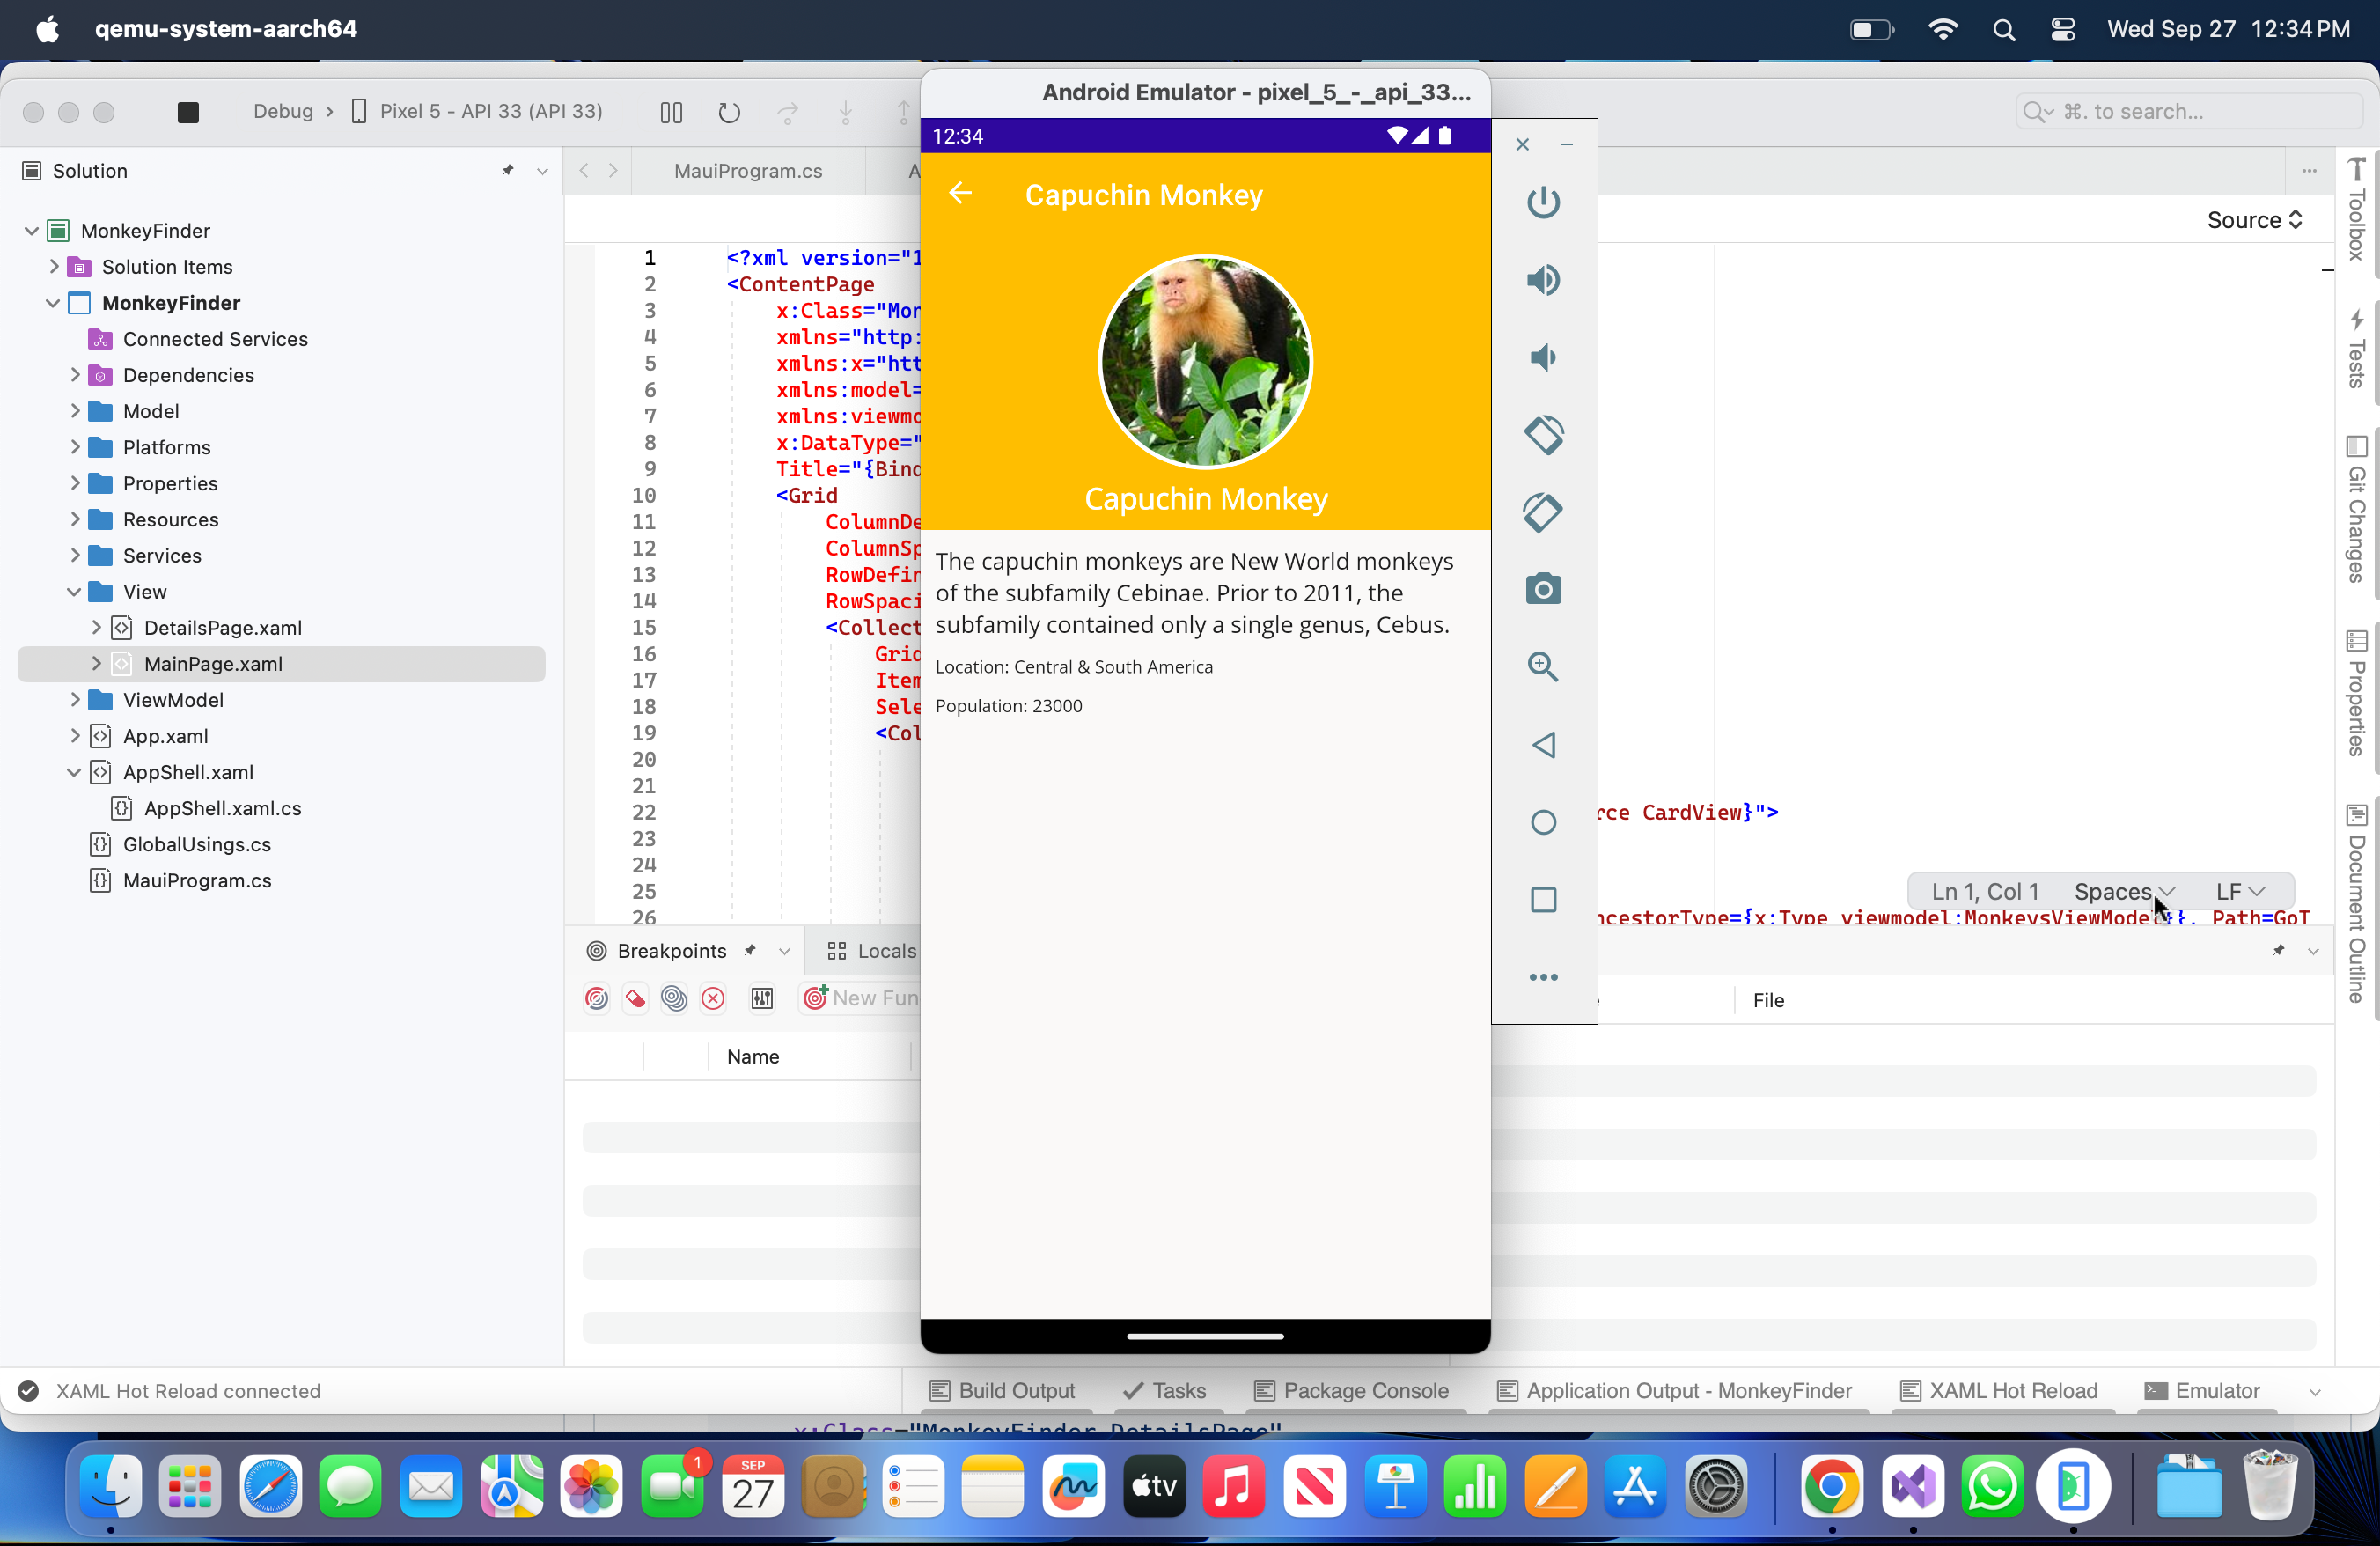 qemu-system-aarch64
Wed Sep 27 12:34 PM
Android Emulator - pixel_5_-_api_33...
Debug › Pixel 5 - API 33 (API 33)
⌘. to search...
Solution
MonkeyFinder
Solution Items
MonkeyFinder
Connected Services
Dependencies
Model
Platforms
Properties
Resources
Services
View
DetailsPage.xaml
MainPage.xaml
ViewModel
App.xaml
AppShell.xaml
AppShell.xaml.cs
GlobalUsings.cs
MauiProgram.cs
MauiProgram.cs
A
Source
1 <?xml version="1
2 <ContentPage
3 x:Class="Mon
4 xmlns="http:
5 xmlns:x="htt
6 xmlns:model=
7 xmlns:viewmo
8 x:DataType="
9 Title="{Bind
10 <Grid
11 ColumnDe
12 ColumnSp
13 RowDefin
14 RowSpaci
15 <Collect
16 Grid
17 Item
18 Sele
19 <Col
20
21
22 rce CardView}">
23
24
25
26 ncestorType={x:Type viewmodel:MonkeysViewModel}}, Path=GoT
Ln 1, Col 1 Spaces LF
12:34
Capuchin Monkey
Capuchin Monkey
The capuchin monkeys are New World monkeys
of the subfamily Cebinae. Prior to 2011, the
subfamily contained only a single genus, Cebus.
Location: Central & South America
Population: 23000
Toolbox
Tests
Git Changes
Properties
Document Outline
Breakpoints
Locals
New Fun
File
Name
XAML Hot Reload connected
Build Output
Tasks
Package Console
Application Output - MonkeyFinder
XAML Hot Reload
Emulator
x:Class="MonkeyFinder.DetailsPage"
1
SEP
27
tv